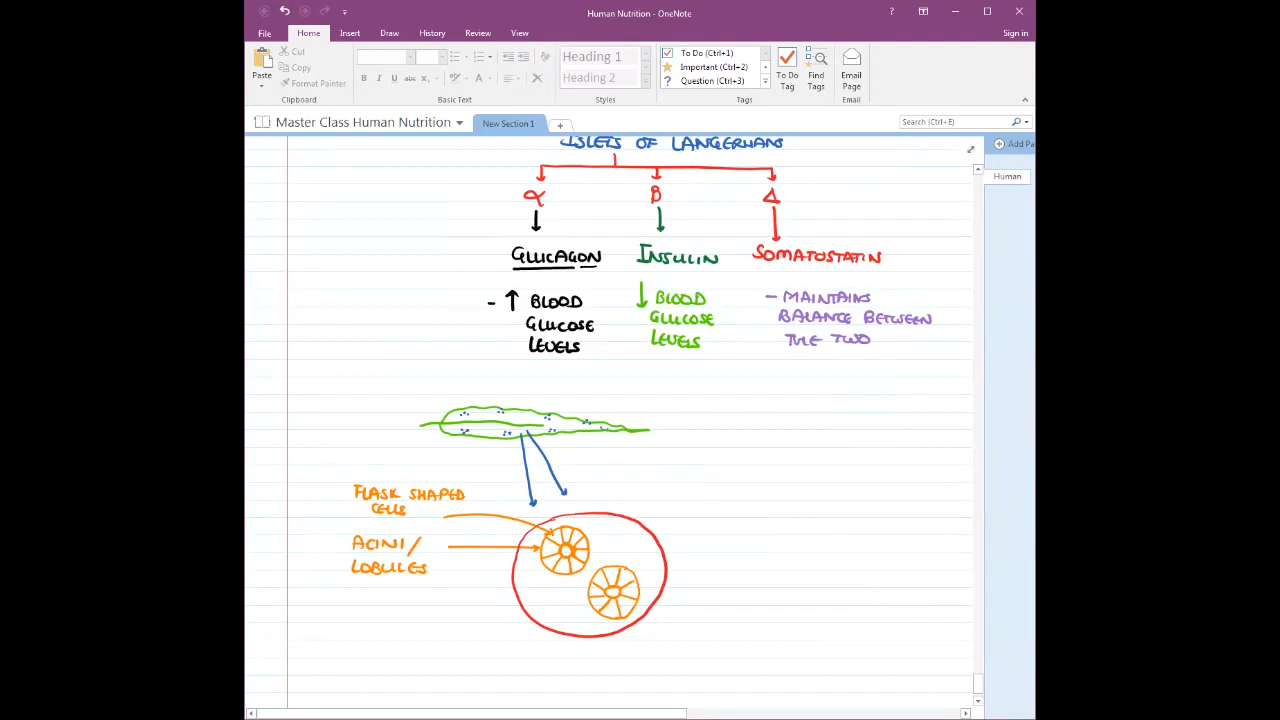 Human Nutrition - OneNote
File Home Insert Draw History Review View Sign in
Paste
Cut
Copy
Format Painter
Clipboard
B I U abc
Basic Text
Heading 1
Heading 2
Styles
To Do (Ctrl+1)
Important (Ctrl+2)
Question (Ctrl+3)
To Do Tag
Find Tags
Tags
Email Page
Email
Master Class Human Nutrition New Section 1 Search (Ctrl+E)
Add Pa
Human
ISLETS OF LANGERHANS
α β Δ
GLUCAGON INSULIN SOMATOSTATIN
- ↑ BLOOD GLUCOSE LEVELS
↓ BLOOD GLUCOSE LEVELS
- MAINTAINS BALANCE BETWEEN THE TWO
FLASK SHAPED
CELLS
ACINI/
LOBULES